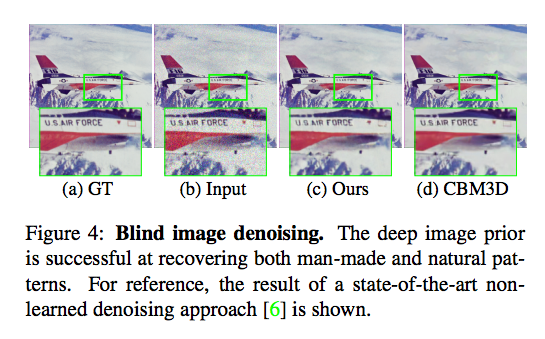 U.S AIR FORCE U.S AIR FORCE U.S AIR FORCE U.S AIR FORCE
(a) GT (b) Input (c) Ours (d) CBM3D
Figure 4: Blind image denoising. The deep image prior
is successful at recovering both man-made and natural pat-
terns. For reference, the result of a state-of-the-art non-
learned denoising approach [6] is shown.